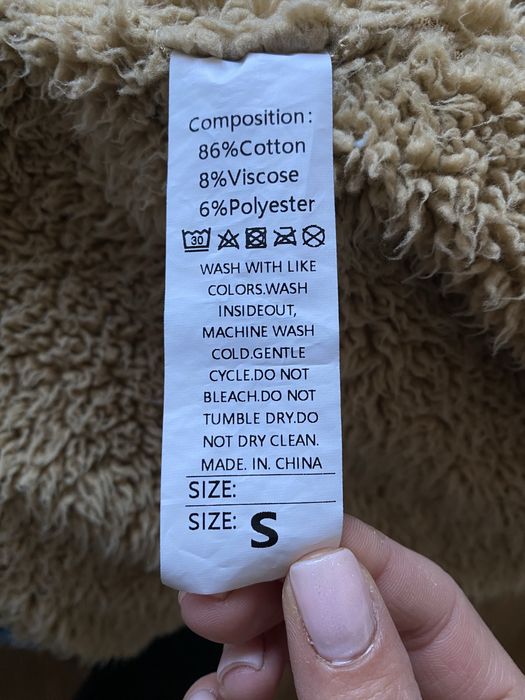 Composition:
86%Cotton
8%Viscose
6%Polyester
30
WASH WITH LIKE
COLORS.WASH
INSIDEOUT,
MACHINE WASH
COLD.GENTLE
CYCLE.DO NOT
BLEACH.DO NOT
TUMBLE DRY.DO
NOT DRY CLEAN.
MADE. IN. CHINA
SIZE:
SIZE: S